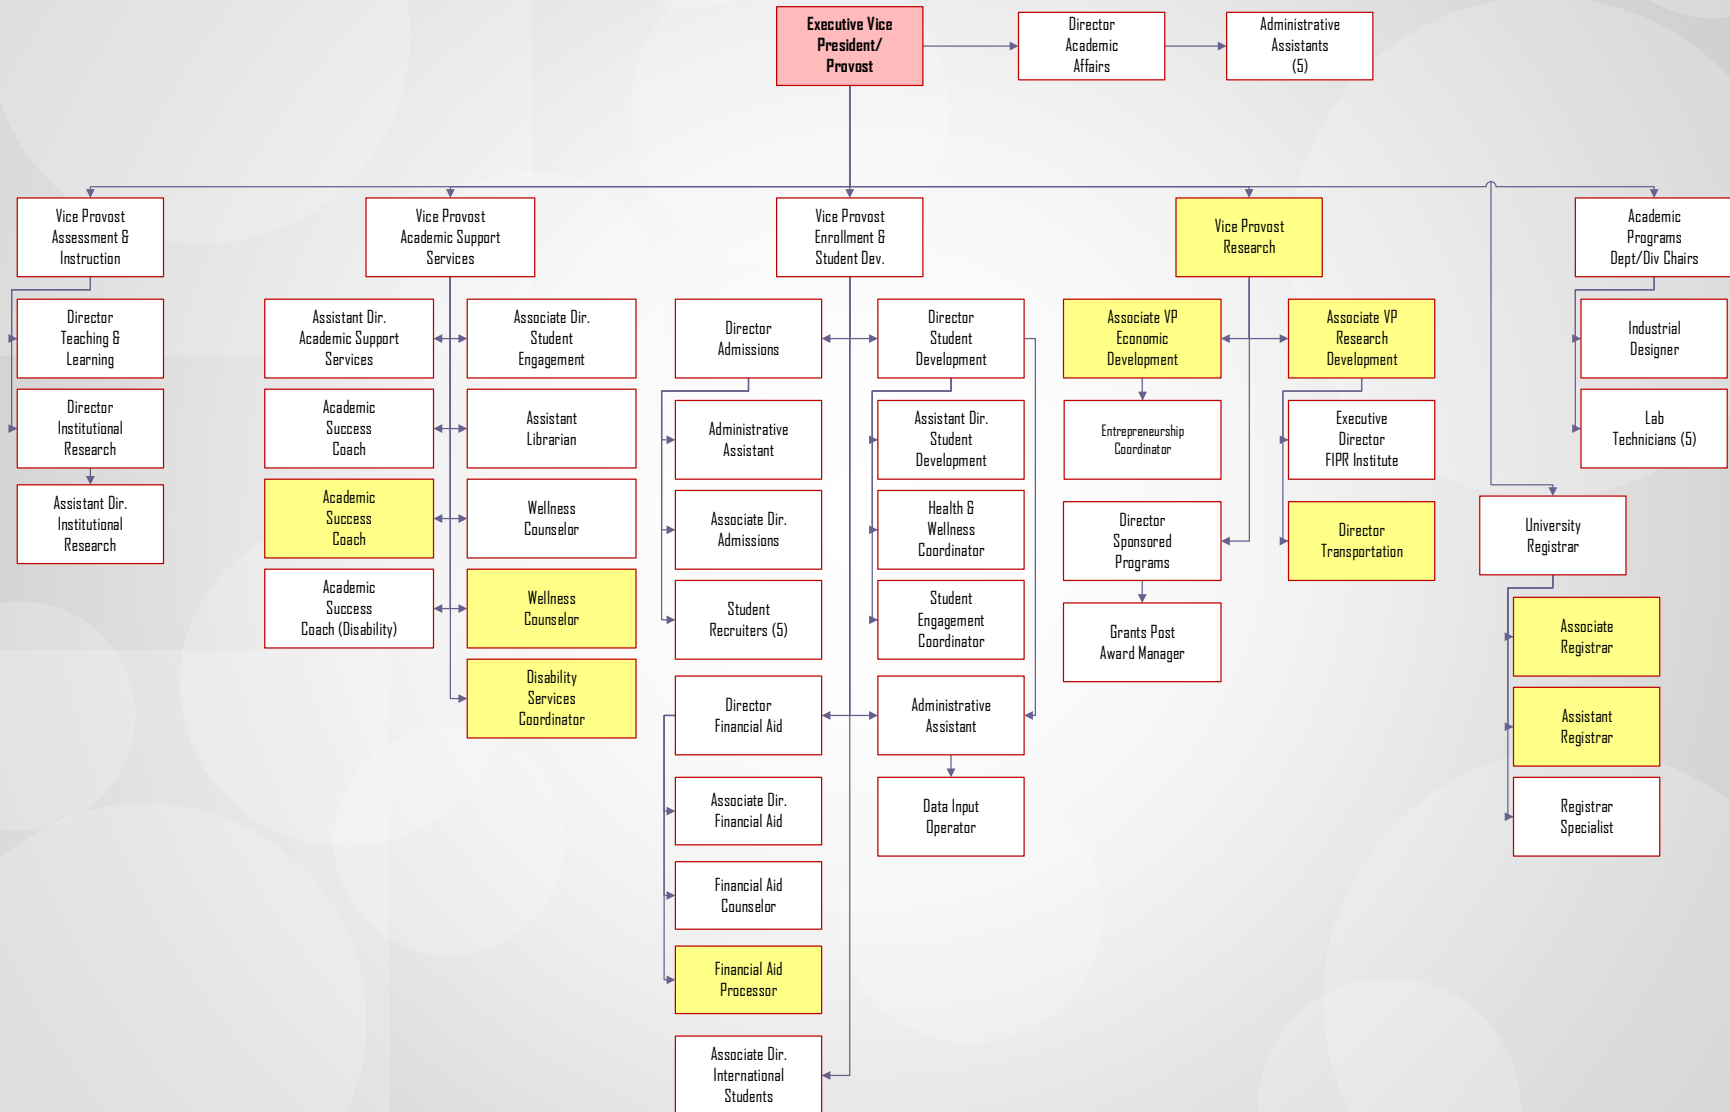 Executive Vice
President/
Provost
Director
Academic
Affairs
Administrative
Assistants
(5)
Vice Provost
Assessment &
Instruction
Director
Teaching &
Learning
Director
Institutional
Research
Assistant Dir.
Institutional
Research
Vice Provost
Academic Support
Services
Assistant Dir.
Academic Support
Services
Associate Dir.
Student
Engagement
Academic
Success
Coach
Assistant
Librarian
Academic
Success
Coach
Wellness
Counselor
Academic
Success
Coach (Disability)
Wellness
Counselor
Disability
Services
Coordinator
Vice Provost
Enrollment &
Student Dev.
Director
Admissions
Director
Student
Development
Administrative
Assistant
Assistant Dir.
Student
Development
Associate Dir.
Admissions
Health &
Wellness
Coordinator
Student
Recruiters (5)
Student
Engagement
Coordinator
Director
Financial Aid
Administrative
Assistant
Associate Dir.
Financial Aid
Data Input
Operator
Financial Aid
Counselor
Financial Aid
Processor
Associate Dir.
International
Students
Vice Provost
Research
Associate VP
Economic
Development
Associate VP
Research
Development
Entrepreneurship
Coordinator
Executive
Director
FIPR Institute
Director
Sponsored
Programs
Director
Transportation
Grants Post
Award Manager
Academic
Programs
Dept/Div Chairs
Industrial
Designer
Lab
Technicians (5)
University
Registrar
Associate
Registrar
Assistant
Registrar
Registrar
Specialist